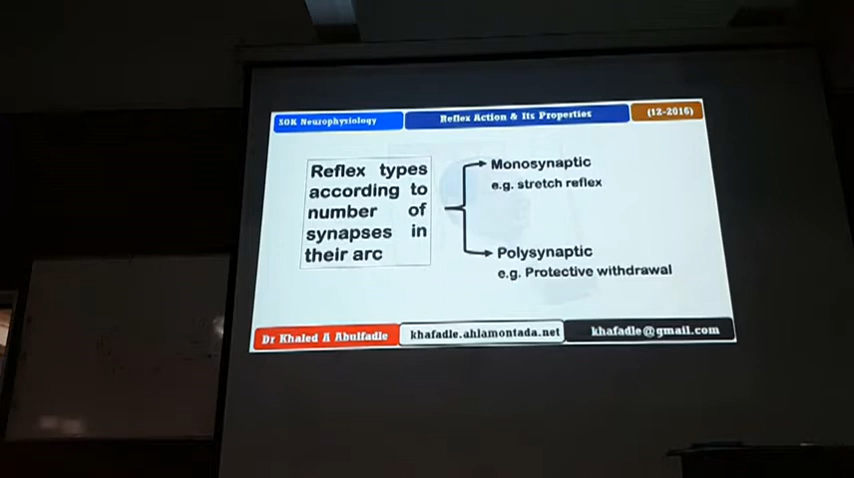 SOK Neurophysiology
Reflex Action & Its Properties
(12-2016)
Reflex types
according to
number of
synapses in
their arc
Monosynaptic
e.g. stretch reflex
Polysynaptic
e.g. Protective withdrawal
Dr Khaled A Abulfadle
khafadle.ahlamontada.net
khafadle@gmail.com